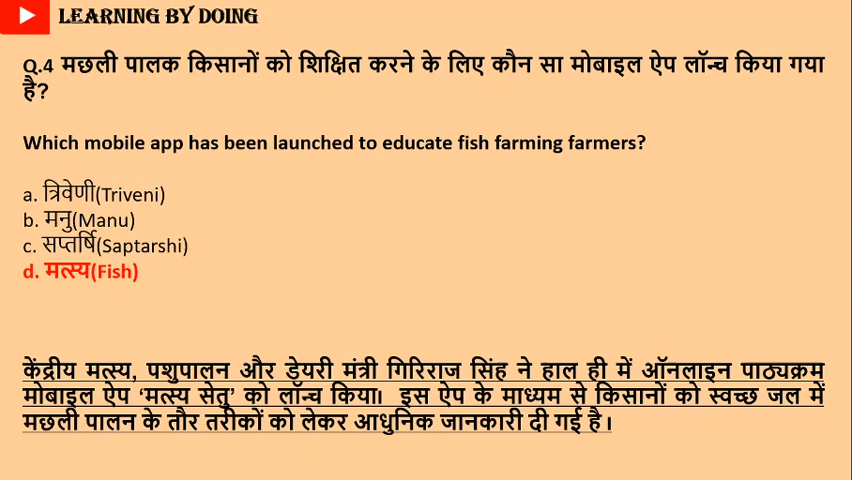 LEARNING BY DOING
Q.4 मछली पालक किसानों को शिक्षित करने के लिए कौन सा मोबाइल ऐप लॉन्च किया गया
है?
Which mobile app has been launched to educate fish farming farmers?
a. त्रिवेणी(Triveni)
b. मनु(Manu)
c. सप्तर्षि(Saptarshi)
d. मत्स्य(Fish)
केंद्रीय मत्स्य, पशुपालन और डेयरी मंत्री गिरिराज सिंह ने हाल ही में ऑनलाइन पाठ्यक्रम
मोबाइल ऐप ‘मत्स्य सेतु’ को लॉन्च किया। इस ऐप के माध्यम से किसानों को स्वच्छ जल में
मछली पालन के तौर तरीकों को लेकर आधुनिक जानकारी दी गई है।